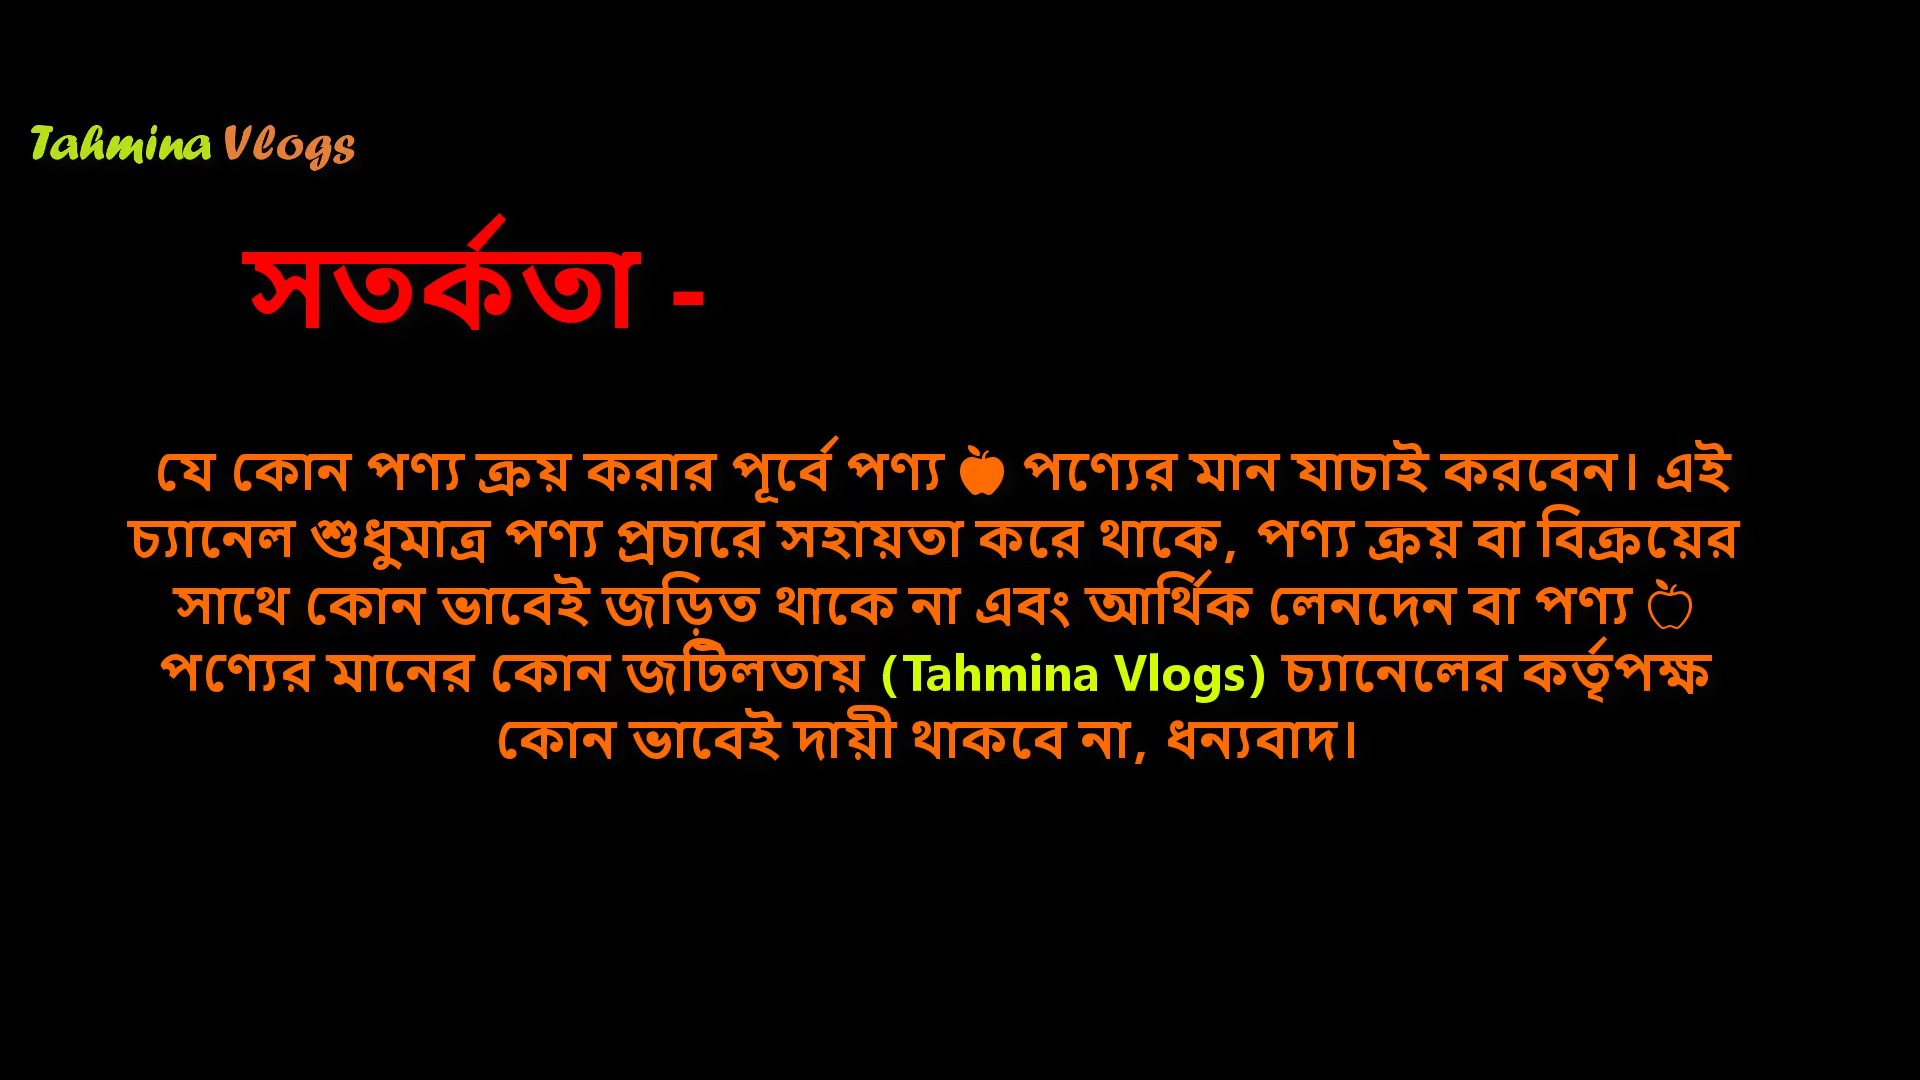 Tahmina Vlogs
সতর্কতা -
যে কোন পণ্য ক্রয় করার পূর্বে পণ্য 🍎 পণ্যের মান যাচাই করবেন। এই
চ্যানেল শুধুমাত্র পণ্য প্রচারে সহায়তা করে থাকে, পণ্য ক্রয় বা বিক্রয়ের
সাথে কোন ভাবেই জড়িত থাকে না এবং আর্থিক লেনদেন বা পণ্য 🍎
পণ্যের মানের কোন জটিলতায় (Tahmina Vlogs) চ্যানেলের কর্তৃপক্ষ
কোন ভাবেই দায়ী থাকবে না, ধন্যবাদ।